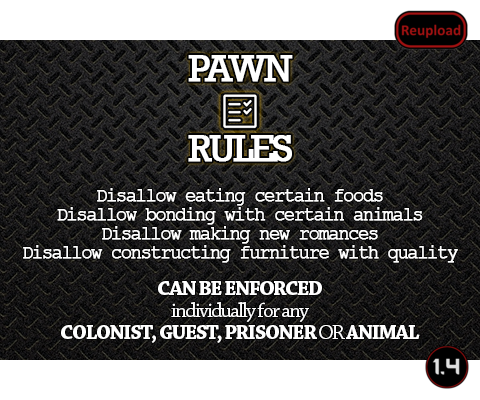 Reupload
PAWN
RULES
Disallow eating certain foods
Disallow bonding with certain animals
Disallow making new romances
Disallow constructing furniture with quality
CAN BE ENFORCED
individually for any
COLONIST, GUEST, PRISONER OR ANIMAL
1.4